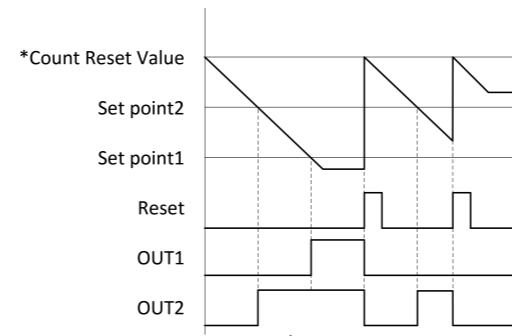 *Count Reset Value
Set point2
Set point1
Reset
OUT1
OUT2